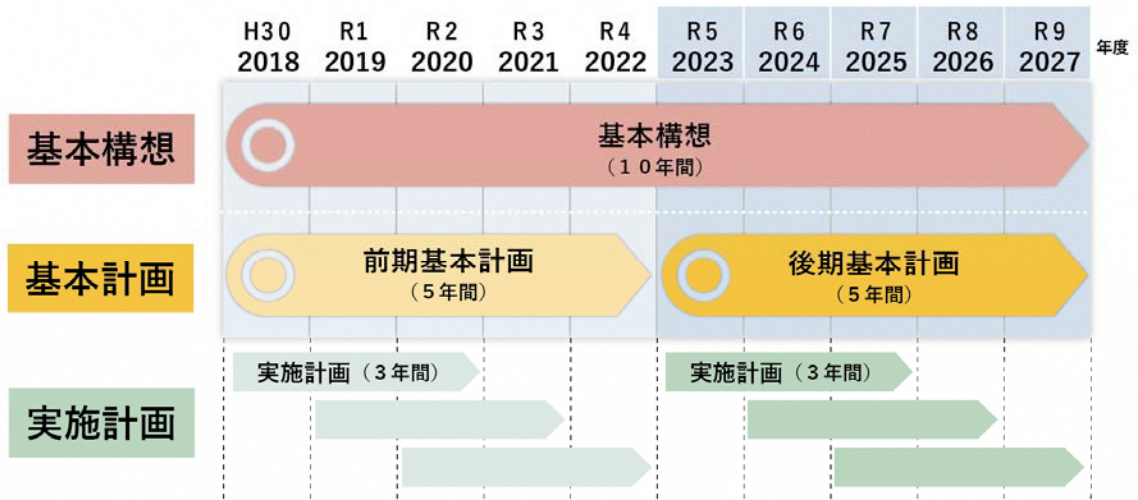 H30 R1 R2 R3 R4 R5 R6 R7 R8 R9
2018 2019 2020 2021 2022 2023 2024 2025 2026 2027 年度
基本構想
基本構想
(10年間)
基本計画
前期基本計画
(5年間)
後期基本計画
(5年間)
実施計画
実施計画(3年間)
実施計画(3年間)